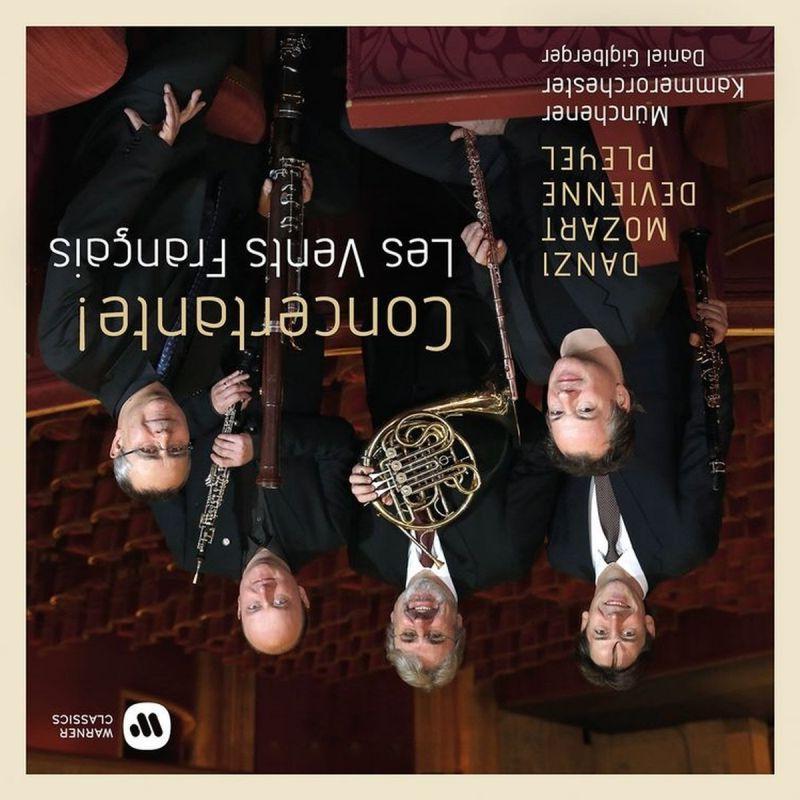 WARNER
CLASSICS
Concertante!
Les Vents Français
DANZI
MOZART
DEVIENNE
PLEYEL
Münchener
Kammerorchester
Daniel Giglberger